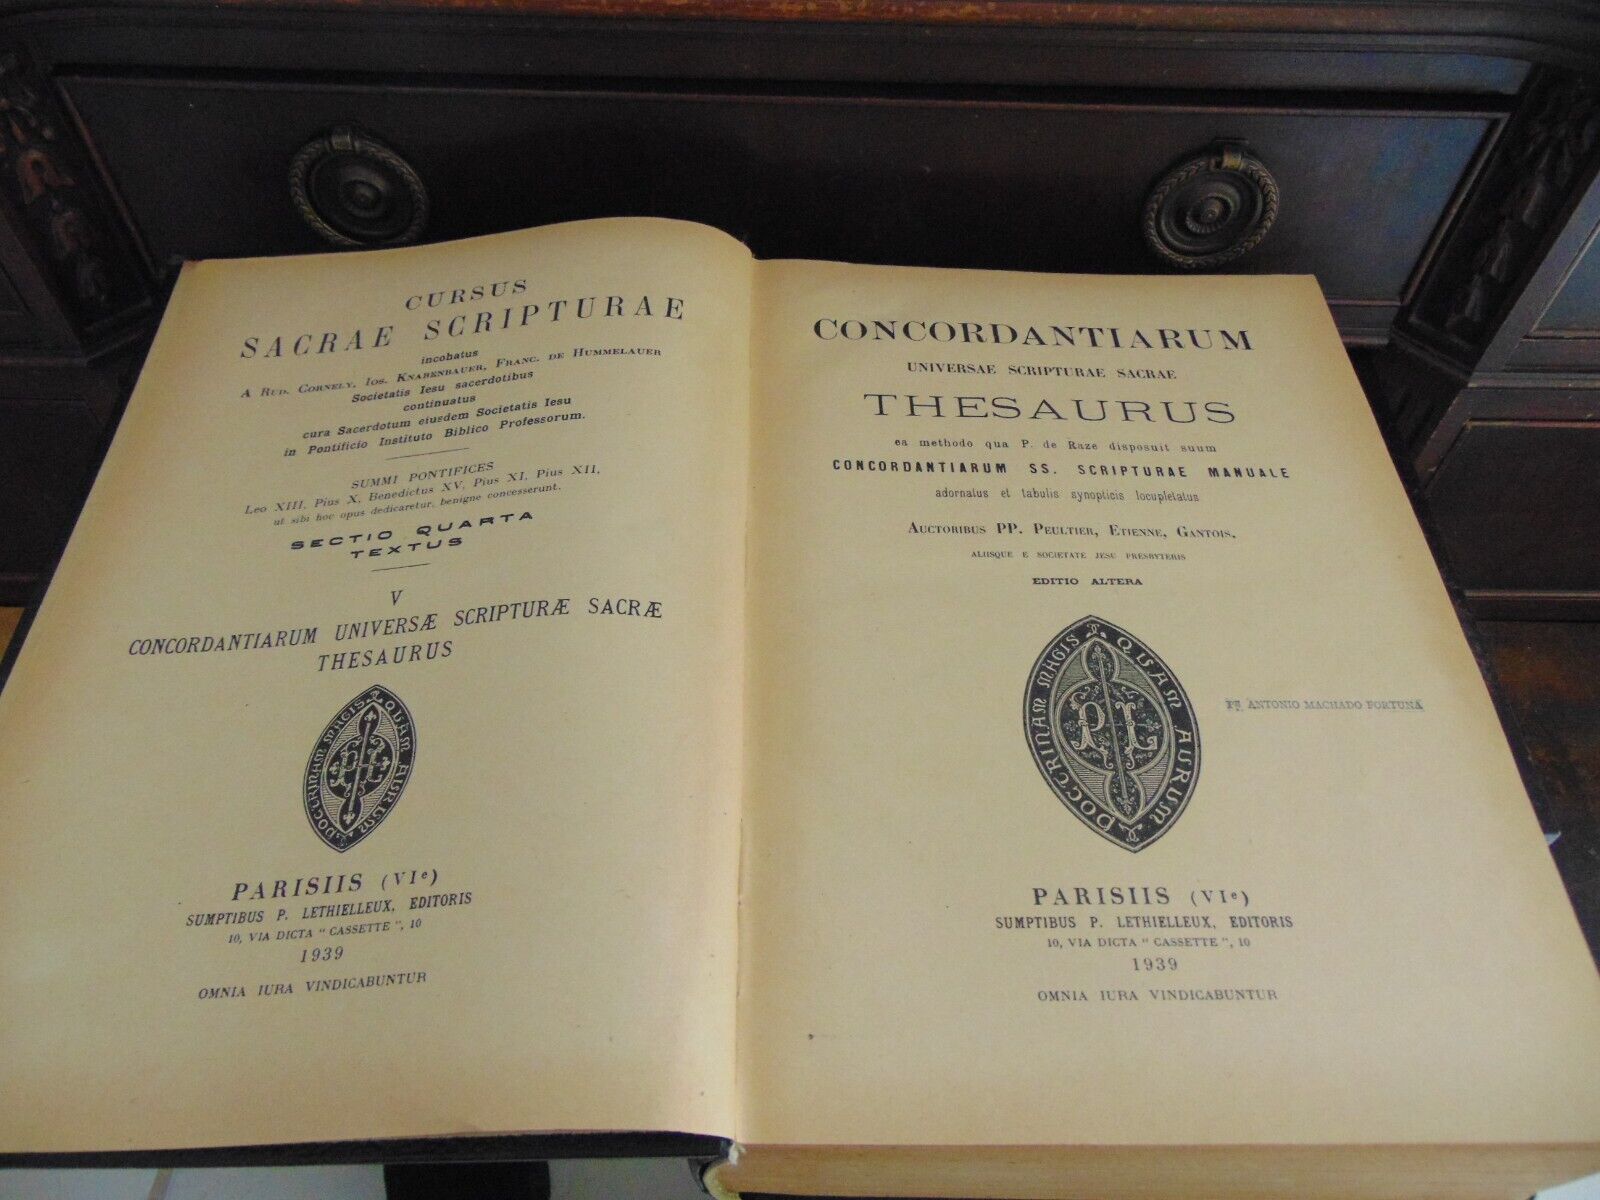 CURSUS
SACRAE SCRIPTURAE
incohatus
A RUD. CORNELY, IOS. KNABENBAUER, FRANC. DE HUMMELAUER
Societatis Iesu sacerdotibus
continuatus
cura Sacerdotum eiusdem Societatis Iesu
in Pontificio Instituto Biblico Professorum.
SUMMI PONTIFICES
Leo XIII, Pius X, Benedictus XV, Pius XI, Pius XII,
ut sibi hoc opus dedicaretur, benigne concesserunt.
SECTIO QUARTA
TEXTUS
V
CONCORDANTIARUM UNIVERSÆ SCRIPTURÆ SACRÆ
THESAURUS
DOCTRINAM MAGIS QUAM AURUM
PL
PARISIIS (VIe)
SUMPTIBUS P. LETHIELLEUX, EDITORIS
10, VIA DICTA " CASSETTE ", 10
1939
OMNIA IURA VINDICABUNTUR
CONCORDANTIARUM
UNIVERSAE SCRIPTURAE SACRAE
THESAURUS
ea methodo qua P. de Raze disposuit suum
CONCORDANTIARUM SS. SCRIPTURAE MANUALE
adornatus et tabulis synopticis locupletatus
AUCTORIBUS PP. PEULTIER, ETIENNE, GANTOIS,
ALIISQUE E SOCIETATE JESU PRESBYTERIS
EDITIO ALTERA
DOCTRINAM MAGIS QUAM AURUM
PL
ANTONIO MACHADO FORTUNA
PARISIIS (VIe)
SUMPTIBUS P. LETHIELLEUX, EDITORIS
10, VIA DICTA " CASSETTE ", 10
1939
OMNIA IURA VINDICABUNTUR